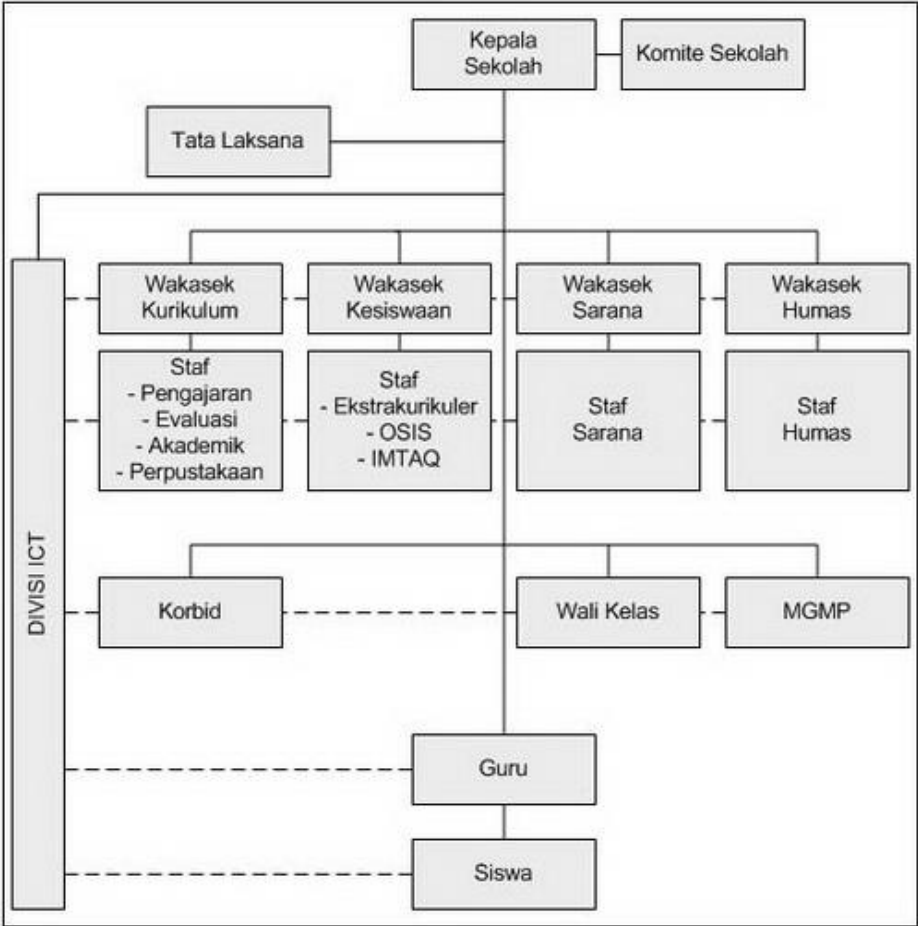 Kepala
Sekolah
Komite Sekolah
Tata Laksana
DIVISI ICT
Wakasek
Kurikulum
Wakasek
Kesiswaan
Wakasek
Sarana
Wakasek
Humas
Staf
- Pengajaran
- Evaluasi
- Akademik
- Perpustakaan
Staf
- Ekstrakurikuler
- OSIS
- IMTAQ
Staf
Sarana
Staf
Humas
Korbid
Wali Kelas
MGMP
Guru
Siswa